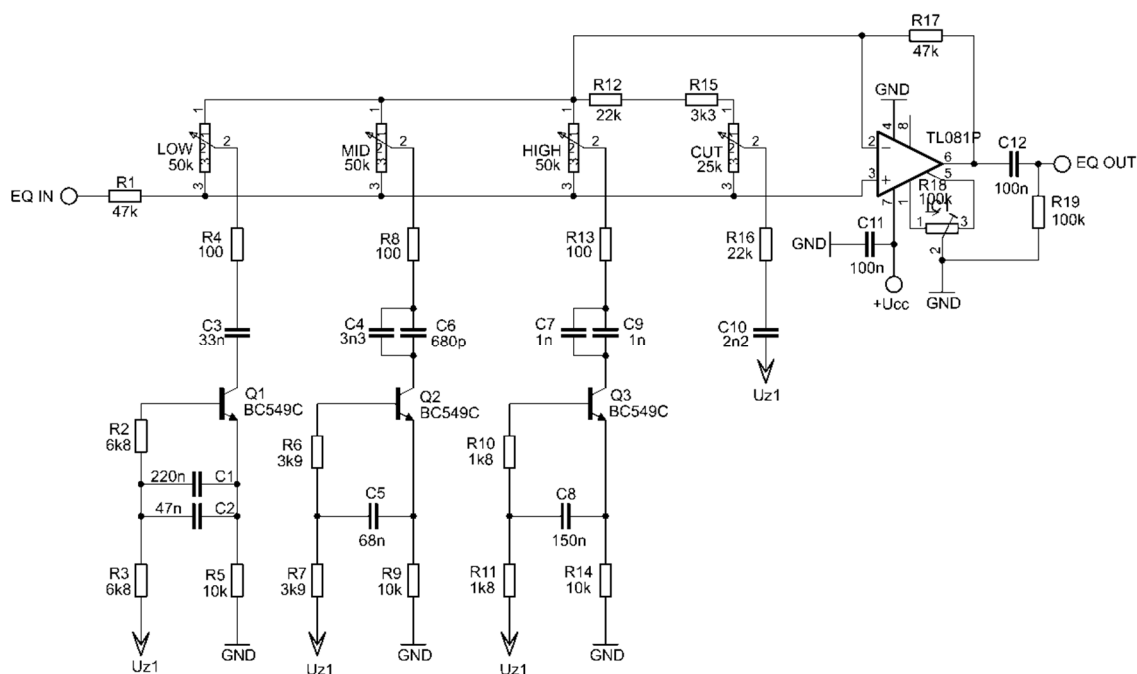 R17
47k
GND
R12
22k
R15
3k3
1
1
1
1
4
8
TL081P
LOW
50k
2
3
MID
50k
2
3
HIGH
50k
2
3
CUT
25k
2
3
2
3
6
5
7
1
C12
100n
EQ OUT
EQ IN
R1
47k
R18
100k
IC1
1
3
2
R19
100k
R4
100
R8
100
R13
100
R16
22k
GND
C11
100n
+Ucc
GND
C3
33n
C4
3n3
C6
680p
C7
1n
C9
1n
C10
2n2
Uz1
Q1
BC549C
Q2
BC549C
Q3
BC549C
R2
6k8
R6
3k9
R10
1k8
220n
C1
47n
C2
C5
68n
C8
150n
R3
6k8
R5
10k
R7
3k9
R9
10k
R11
1k8
R14
10k
Uz1
GND
Uz1
GND
Uz1
GND